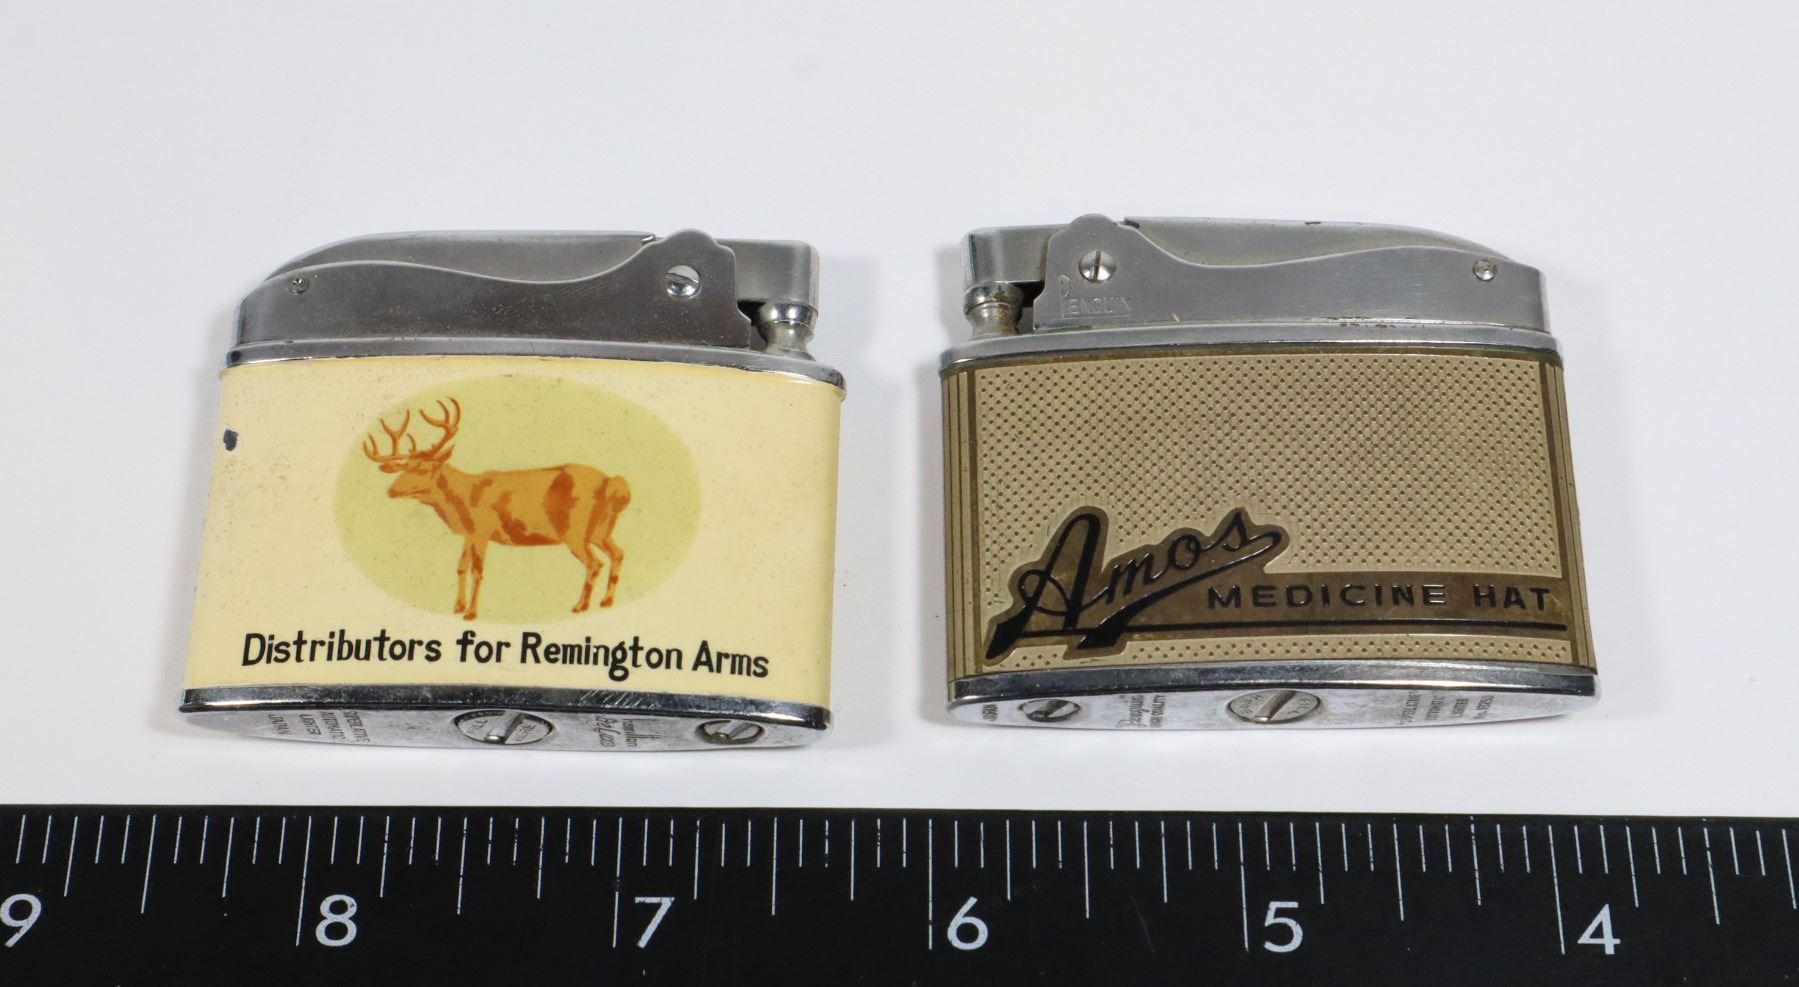 Distributors for Remington Arms
PENGUIN
Amos
MEDICINE HAT
9 8 7 6 5 4